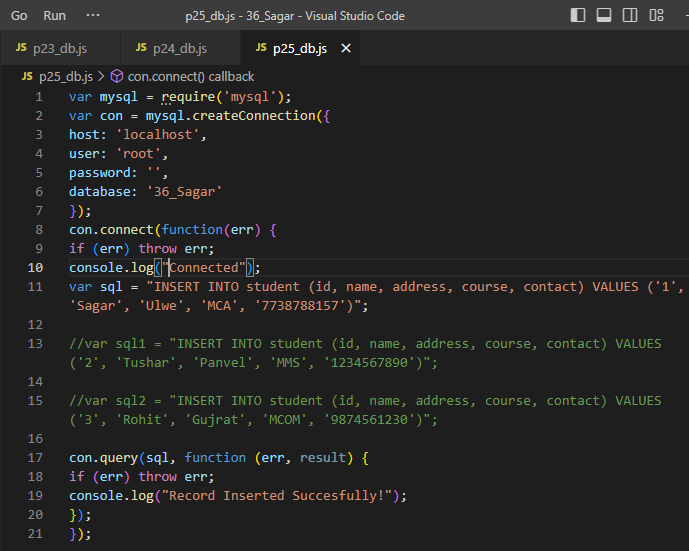 Go Run ... p25_db.js - 36_Sagar - Visual Studio Code
JS p23_db.js JS p24_db.js JS p25_db.js
JS p25_db.js > con.connect() callback
1 var mysql = require('mysql');
2 var con = mysql.createConnection({
3 host: 'localhost',
4 user: 'root',
5 password: '',
6 database: '36_Sagar'
7 });
8 con.connect(function(err) {
9 if (err) throw err;
10 console.log("Connected");
11 var sql = "INSERT INTO student (id, name, address, course, contact) VALUES ('1',
'Sagar', 'Ulwe', 'MCA', '7738788157')";
12
13 //var sql1 = "INSERT INTO student (id, name, address, course, contact) VALUES
('2', 'Tushar', 'Panvel', 'MMS', '1234567890')";
14
15 //var sql2 = "INSERT INTO student (id, name, address, course, contact) VALUES
('3', 'Rohit', 'Gujrat', 'MCOM', '9874561230')";
16
17 con.query(sql, function (err, result) {
18 if (err) throw err;
19 console.log("Record Inserted Succesfully!");
20 });
21 });